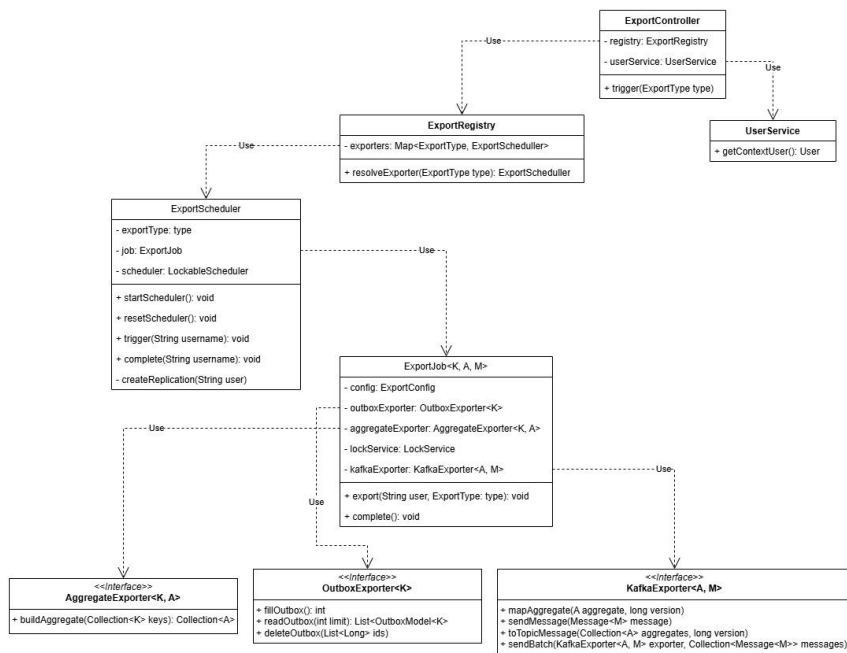 ExportController
- registry: ExportRegistry
- userService: UserService
+ trigger(ExportType type)
Use
Use
UserService
+ getContextUser(): User
ExportRegistry
- exporters: Map<ExportType, ExportScheduller>
+ resolveExporter(ExportType type): ExportScheduller
Use
ExportScheduler
- exportType: type
- job: ExportJob
- scheduler: LockableScheduler
+ startScheduler(): void
+ resetScheduler(): void
+ trigger(String username): void
+ complete(String username): void
- createReplication(String user)
Use
ExportJob<K, A, M>
- config: ExportConfig
- outboxExporter: OutboxExporter<K>
- aggregateExporter: AggregateExporter<K, A>
- lockService: LockService
- kafkaExporter: KafkaExporter<A, M>
+ export(String user, ExportType: type): void
+ complete(): void
Use
Use
Use
<<Interface>>
AggregateExporter<K, A>
+ buildAggregate(Collection<K> keys): Collection<A>
<<Interface>>
OutboxExporter<K>
+ fillOutbox(): int
+ readOutbox(int limit): List<OutboxModel<K>
+ deleteOutbox(List<Long> ids)
<<Interface>>
KafkaExporter<A, M>
+ mapAggregate(A aggregate, long version)
+ sendMessage(Message<M> message)
+ toTopicMessage(Collection<A> aggregates, long version)
+ sendBatch(KafkaExporter<A, M> exporter, Collection<Message<M>> messages)